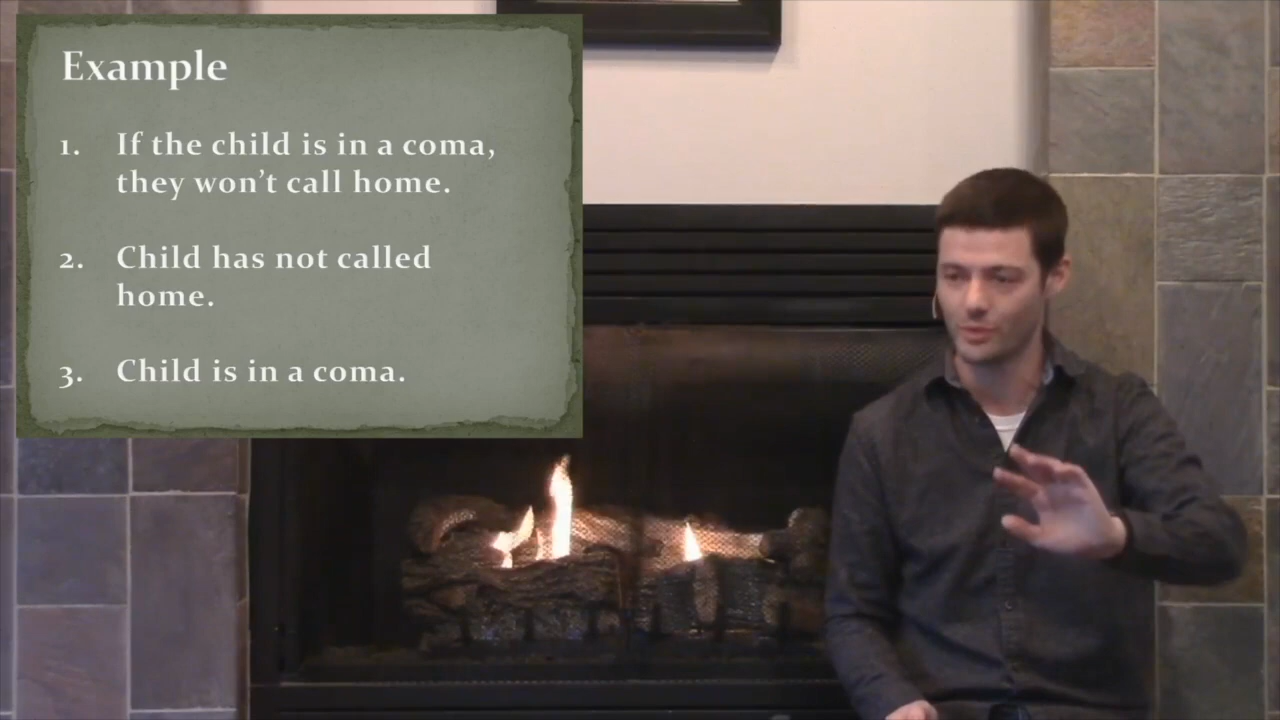 Example
1. If the child is in a coma,
they won't call home.
2. Child has not called
home.
3. Child is in a coma.